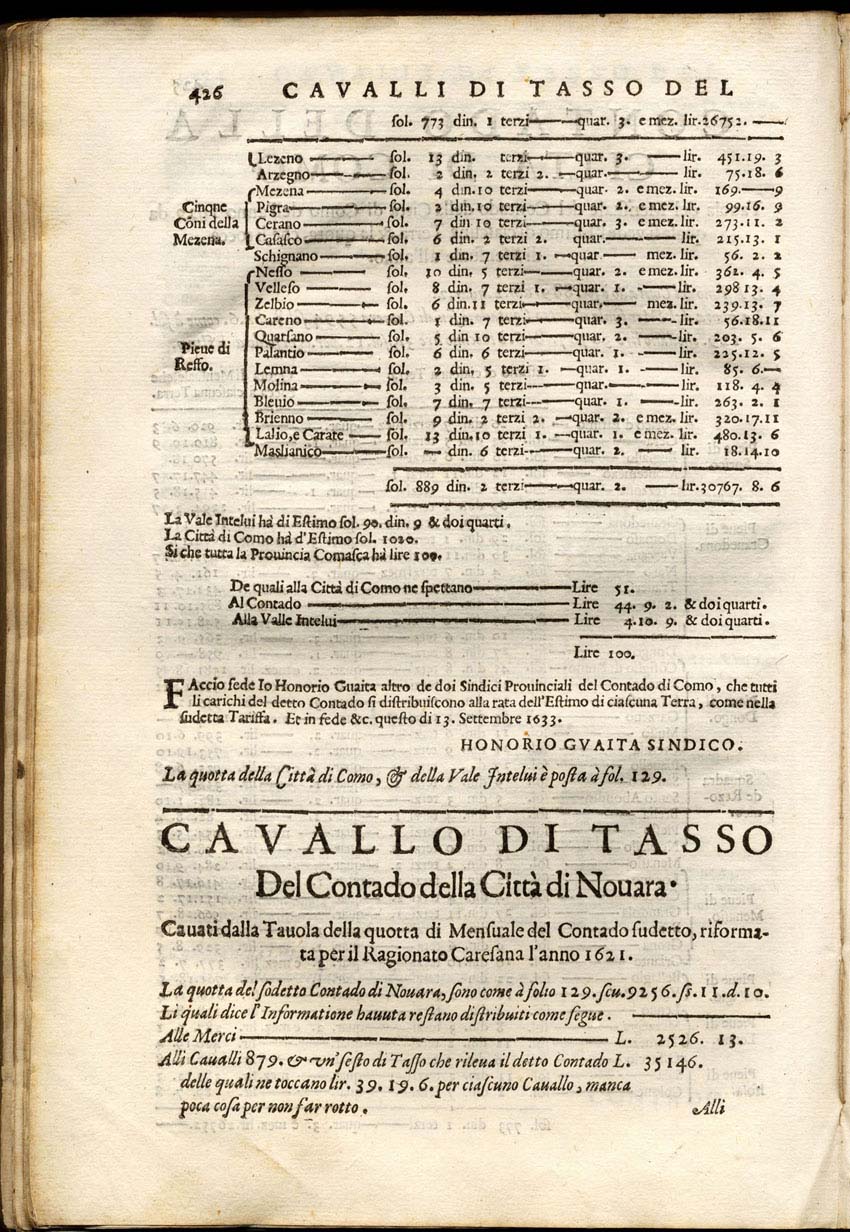 426 CAVALLI DI TASSO DEL
sol. 773 din. 1 terzi——quar. 3. e mez. lir. 26752. ——
Lezeno —— sol. 13 din. terzi—— quar. 3. — lir. 451.19. 3
Arzegno —— sol. 2 din. 2 terzi 2. —quar. —— lir. 75.18. 6
Mezena —— sol. 4 din. 10 terzi—— quar. 2. e mez. lir. 169. —9
Cinque Cõni della Mezena.
Pigra —— sol. 2 din. 10 terzi—— quar. 2. e mez. lir. 99.16. 9
Cerano —— sol. 7 din 10 terzi—— quar. 3. e mez. lir. 273.11. 2
Casasco —— sol. 6 din. 2 terzi 2. quar. —— lir. 215.13. 1
Schignano —— sol. 1 din. 7 terzi 1. —quar — mez. lir. 56. 2. 2
Nesso —— sol. 10 din. 5 terzi—— quar. 2. e mez. lir. 362. 4. 5
Velleso —— sol. 8 din. 7 terzi 1. —quar. 1. — lir. 298 13. 4
Zelbio —— sol. 6 din. 11 terzi—— quar. — mez. lir. 239.13. 7
Careno —— sol. 1 din. 7 terzi—— quar. 3. — lir. 56.18.11
Quarsano —— sol. 5 din 10 terzi—— quar. 2. — lir. 203. 5. 6
Pieue di Resso.
Palantio —— sol. 6 din. 6 terzi—— quar. 1. — lir. 225.12. 5
Lemna —— sol. 2 din. 5 terzi 1. —quar. 1. — lir. 85. 6.—
Molina —— sol. 3 din. 5 terzi—— quar. —— lir. 118. 4. 4
Bleuio —— sol. 7 din. 7 terzi—— quar. 1. — lir. 263. 2. 1
Brienno —— sol. 9 din. 2 terzi 2. —quar. 2. e mez. lir. 320.17.11
Lalio, e Carate — sol. 13 din. 10 terzi 1. —quar. 1. e mez. lir. 480.13. 6
Maslianico —— sol. — din. 6 terzi—— quar. 2. — lir. 18.14.10
sol. 889 din. 2 terzi—— quar. 2. — lir. 30767. 8. 6
La Vale Intelui hà di Estimo sol. 90. din. 9 & doi quarti.
La Città di Como hà d'Estimo sol. 1020.
Si che tutta la Prouincia Comasca hà lire 100.
De quali alla Città di Como ne spettano—— Lire 51.
Al Contado —— Lire 44. 9. 2. & doi quarti.
Alla Valle Intelui—— Lire 4.10. 9. & doi quarti.
Lire 100.
FAccio fede Io Honorio Guaita altro de doi Sindici Prouinciali del Contado di Como, che tutti
li carichi del detto Contado si distribuiscono alla rata dell'Estimo di ciascuna Terra, come nella
sudetta Tariffa. Et in fede &c. questo dì 13. Settembre 1633.
HONORIO GVAITA SINDICO.
La quotta della Città di Como, & della Vale Intelui è posta à fol. 129.
CAVALLO DI TASSO
Del Contado della Città di Nouara.
Cauati dalla Tauola della quotta di Mensuale del Contado sudetto, riforma-
ta per il Ragionato Caresana l'anno 1621.
La quotta del sodetto Contado di Nouara, sono come à folio 129. scu. 9256. ss. 11. d. 10.
Li quali dice l'Informatione hauuta restano distribuiti come segue. ——
Alle Merci —— L. 2526. 13.
Alli Caualli 879. & vn' sesto di Tasso che rileua il detto Contado L. 35146.
delle quali ne toccano lir. 39. 19. 6. per ciascuno Cauallo, manca
poca cosa per non far rotto.
Alli